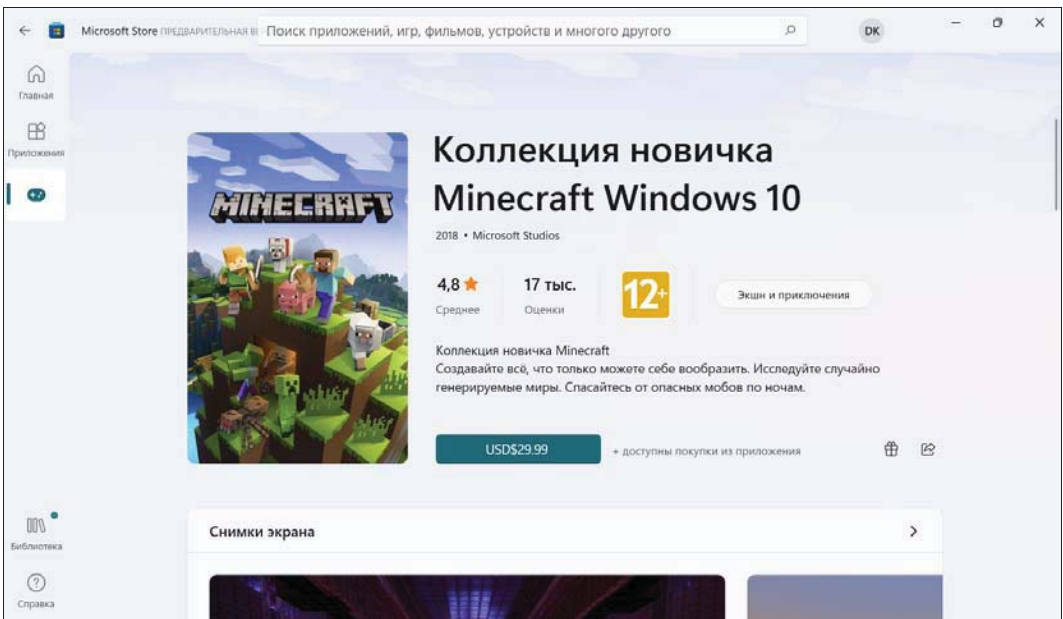 Microsoft Store ПРЕДВАРИТЕЛЬНАЯ
Поиск приложений, игр, фильмов, устройств и многого другого
DK
Главная
Приложения
MINECRAFT
Коллекция новичка
Minecraft Windows 10
2018 • Microsoft Studios
4,8
Среднее
17 тыс.
Оценки
12+
Экшн и приключения
Коллекция новичка Minecraft
Создавайте всё, что только можете себе вообразить. Исследуйте случайно
генерируемые миры. Спасайтесь от опасных мобов по ночам.
USD$29.99
+ доступны покупки из приложения
Библиотека
Справка
Снимки экрана